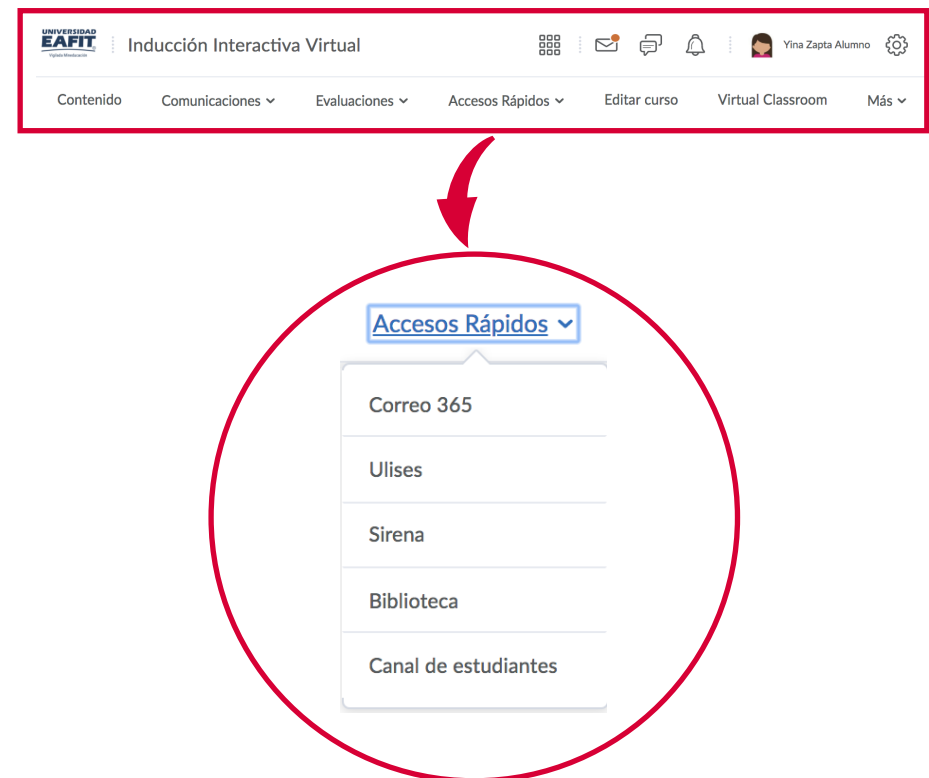 UNIVERSIDAD
EAFIT
Inducción Interactiva Virtual
Yina Zapta Alumno
Contenido Comunicaciones Evaluaciones Accesos Rápidos Editar curso Virtual Classroom Más
Accesos Rápidos
Correo 365
Ulises
Sirena
Biblioteca
Canal de estudiantes